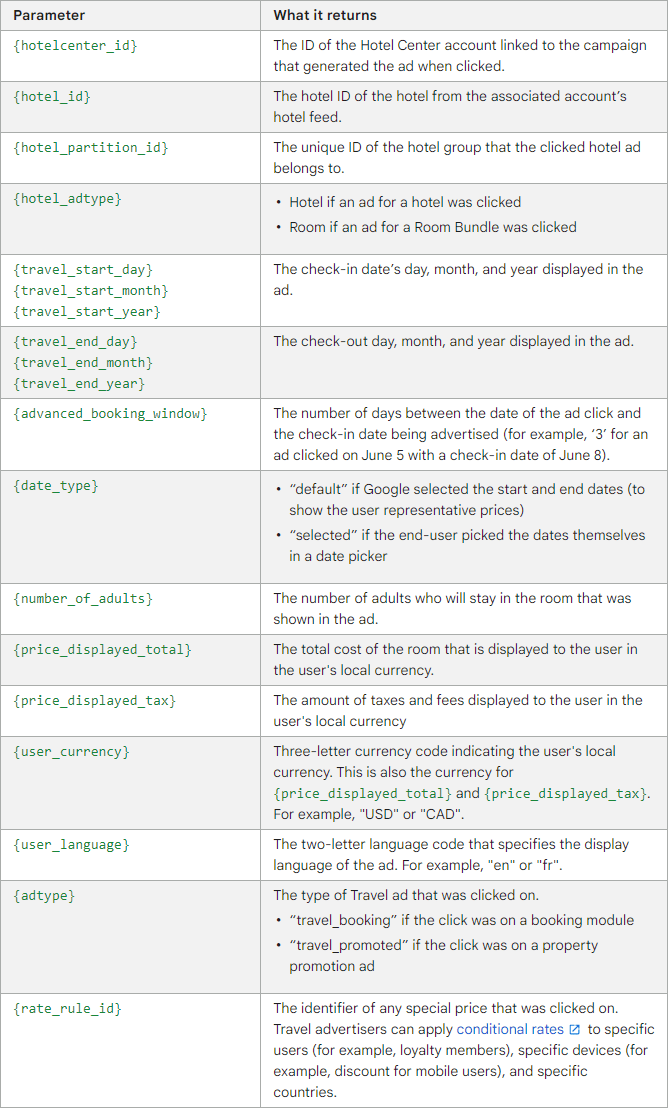 Parameter
What it returns
{hotelcenter_id}
The ID of the Hotel Center account linked to the campaign
that generated the ad when clicked.
{hotel_id}
The hotel ID of the hotel from the associated account’s
hotel feed.
{hotel_partition_id}
The unique ID of the hotel group that the clicked hotel ad
belongs to.
{hotel_adtype}
• Hotel if an ad for a hotel was clicked
• Room if an ad for a Room Bundle was clicked
{travel_start_day}
{travel_start_month}
{travel_start_year}
The check-in date’s day, month, and year displayed in the
ad.
{travel_end_day}
{travel_end_month}
{travel_end_year}
The check-out day, month, and year displayed in the ad.
{advanced_booking_window}
The number of days between the date of the ad click and
the check-in date being advertised (for example, ‘3’ for an
ad clicked on June 5 with a check-in date of June 8).
{date_type}
• “default” if Google selected the start and end dates (to
show the user representative prices)
• “selected” if the end-user picked the dates themselves
in a date picker
{number_of_adults}
The number of adults who will stay in the room that was
shown in the ad.
{price_displayed_total}
The total cost of the room that is displayed to the user in
the user's local currency.
{price_displayed_tax}
The amount of taxes and fees displayed to the user in the
user's local currency
{user_currency}
Three-letter currency code indicating the user's local
currency. This is also the currency for
{price_displayed_total} and {price_displayed_tax}.
For example, "USD" or "CAD".
{user_language}
The two-letter language code that specifies the display
language of the ad. For example, "en" or "fr".
{adtype}
The type of Travel ad that was clicked on.
• “travel_booking” if the click was on a booking module
• “travel_promoted” if the click was on a property
promotion ad
{rate_rule_id}
The identifier of any special price that was clicked on.
Travel advertisers can apply conditional rates to specific
users (for example, loyalty members), specific devices (for
example, discount for mobile users), and specific
countries.